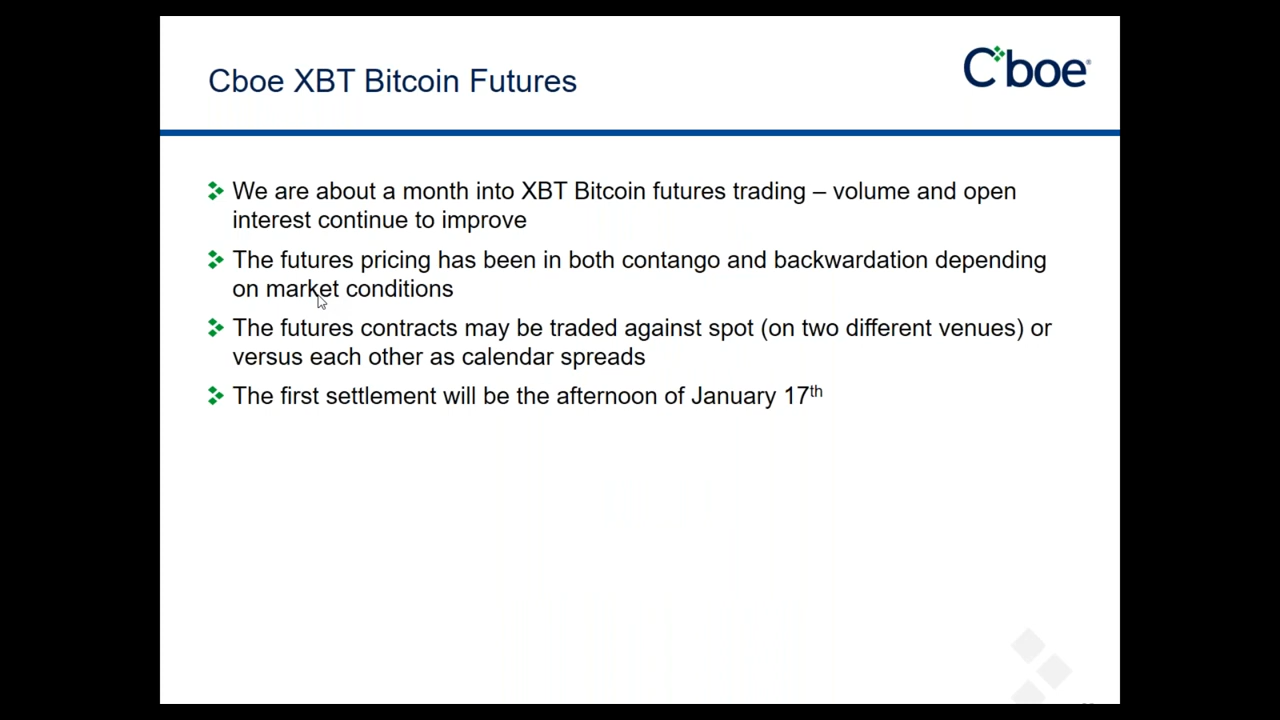 Cboe XBT Bitcoin Futures
Cboe®
We are about a month into XBT Bitcoin futures trading – volume and open
interest continue to improve
The futures pricing has been in both contango and backwardation depending
on market conditions
The futures contracts may be traded against spot (on two different venues) or
versus each other as calendar spreads
The first settlement will be the afternoon of January 17th